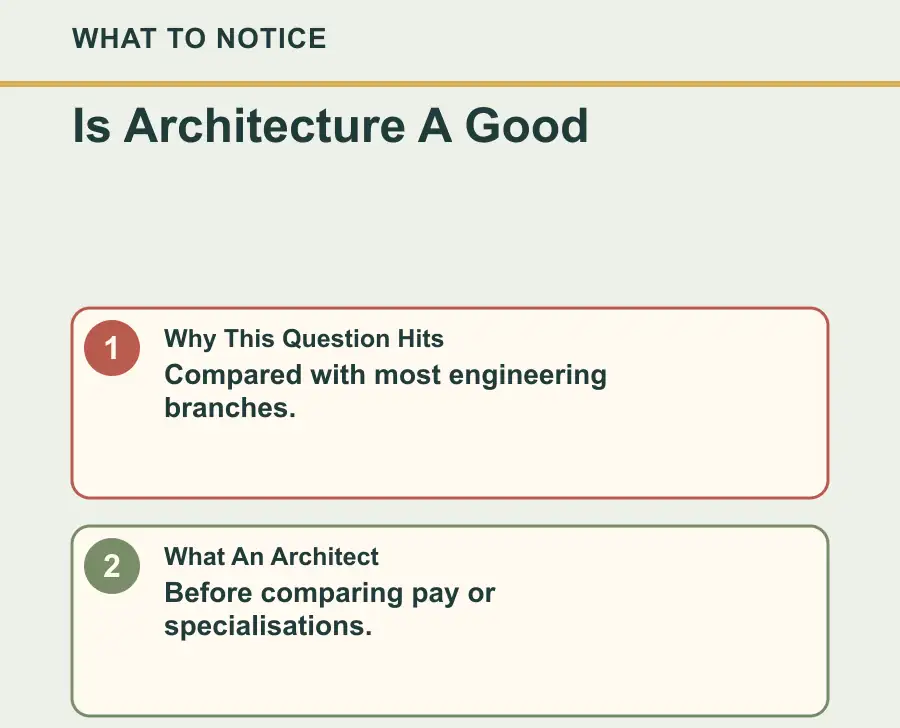 WHAT TO NOTICE
Is Architecture A Good
1
Why This Question Hits
Compared with most engineering
branches.
2
What An Architect
Before comparing pay or
specialisations.